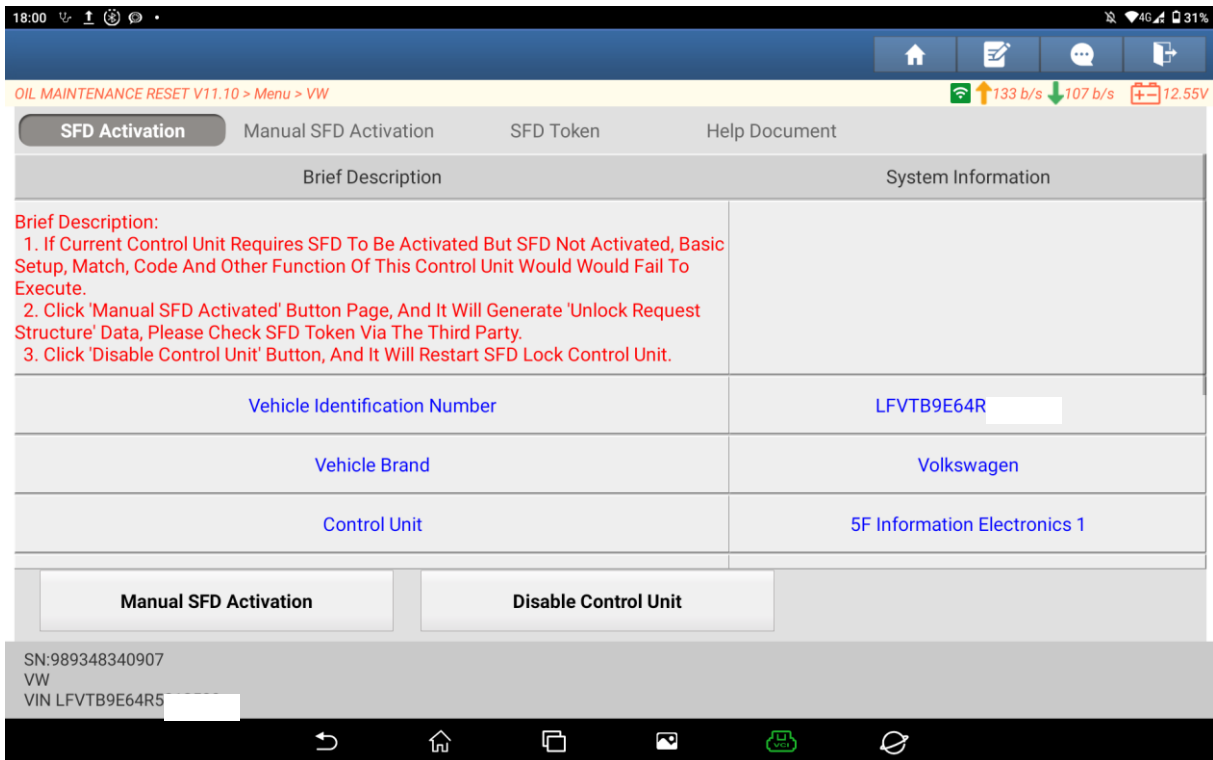 18:00
4G 31%
OIL MAINTENANCE RESET V11.10 > Menu > VW
133 b/s 107 b/s 12.55V
SFD Activation Manual SFD Activation SFD Token Help Document
Brief Description System Information
Brief Description:
1. If Current Control Unit Requires SFD To Be Activated But SFD Not Activated, Basic
Setup, Match, Code And Other Function Of This Control Unit Would Would Fail To
Execute.
2. Click 'Manual SFD Activated' Button Page, And It Will Generate 'Unlock Request
Structure' Data, Please Check SFD Token Via The Third Party.
3. Click 'Disable Control Unit' Button, And It Will Restart SFD Lock Control Unit.
Vehicle Identification Number LFVTB9E64R
Vehicle Brand Volkswagen
Control Unit 5F Information Electronics 1
Manual SFD Activation Disable Control Unit
SN:989348340907
VW
VIN LFVTB9E64R5
VCI